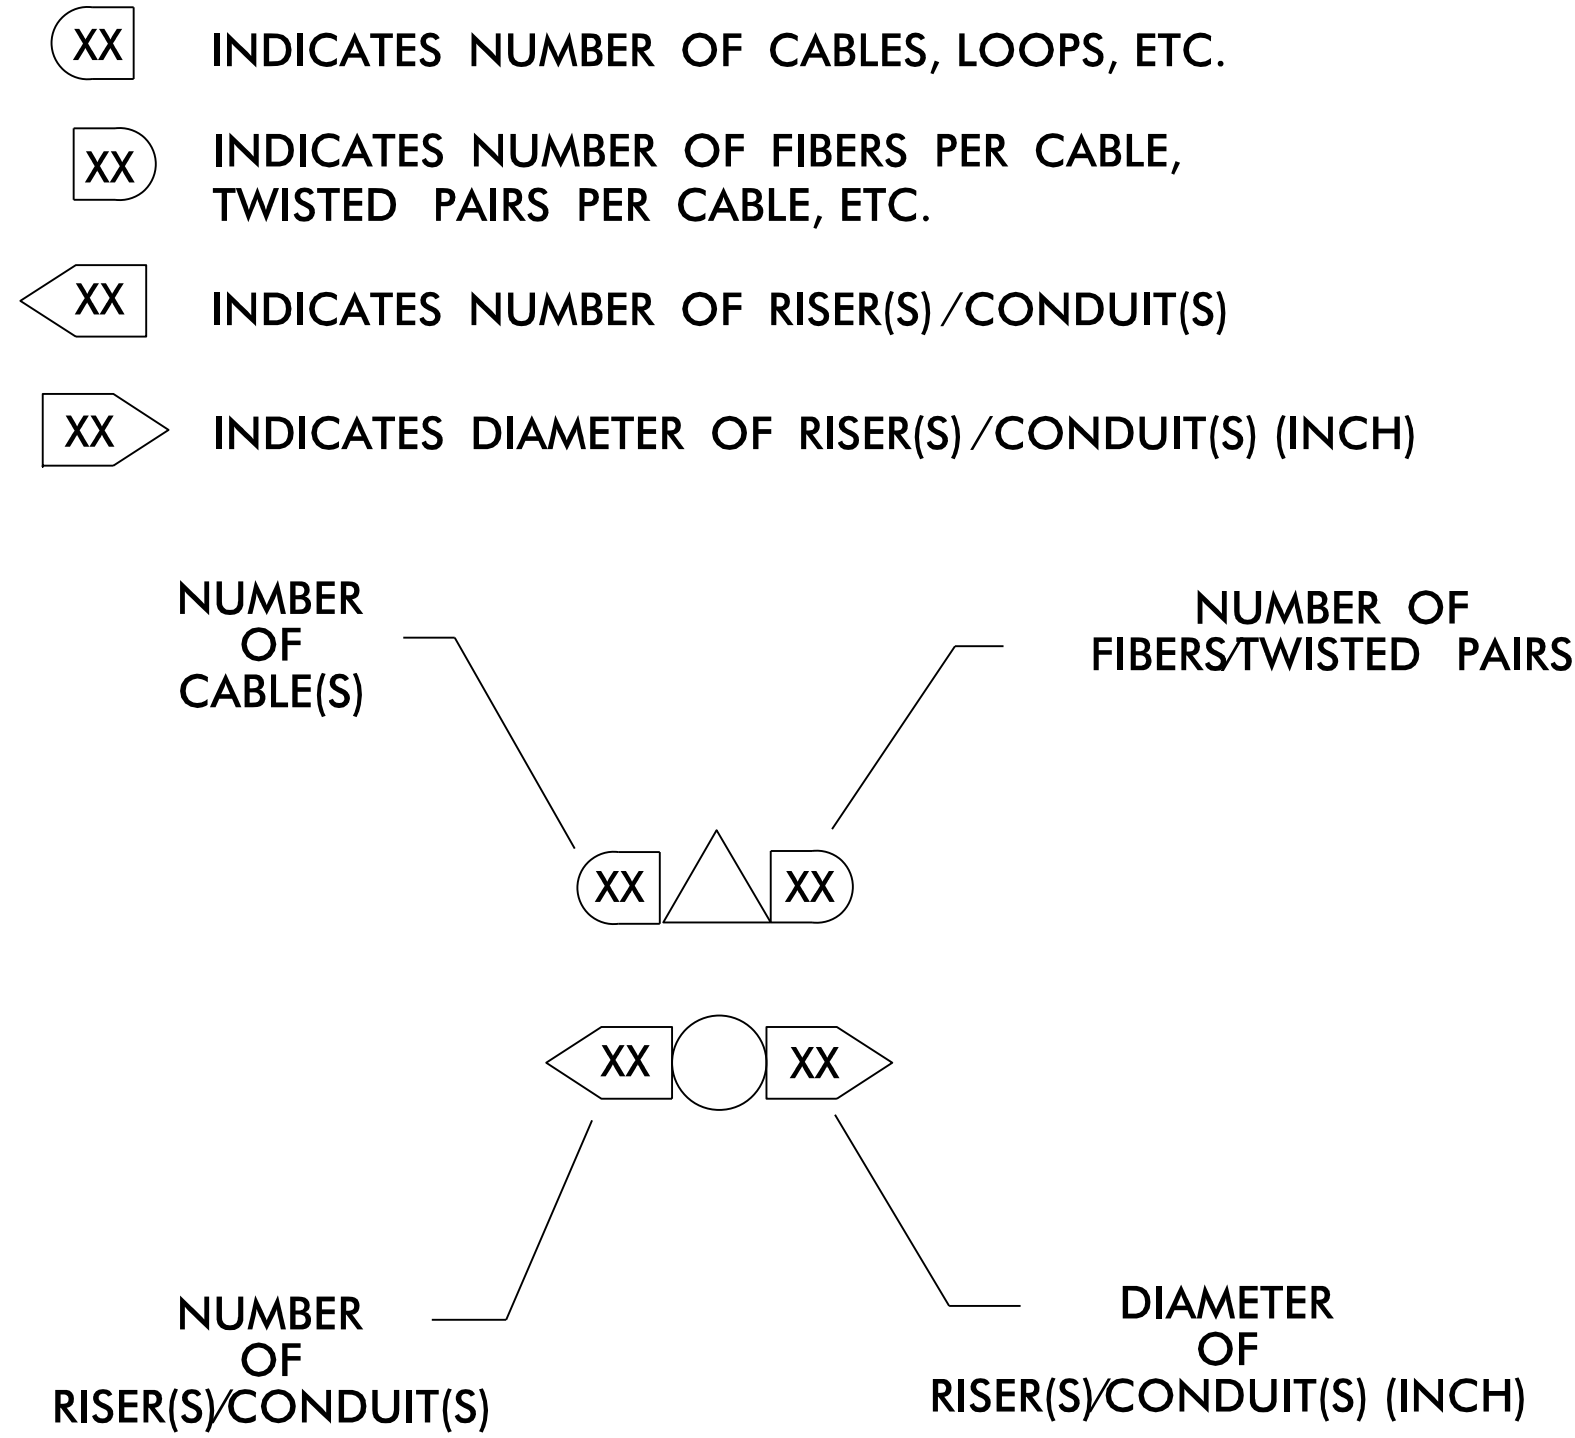 XX INDICATES NUMBER OF CABLES, LOOPS, ETC.
XX INDICATES NUMBER OF FIBERS PER CABLE,
TWISTED PAIRS PER CABLE, ETC.
XX INDICATES NUMBER OF RISER(S)/CONDUIT(S)
XX INDICATES DIAMETER OF RISER(S)/CONDUIT(S) (INCH)
NUMBER
OF
CABLE(S)
NUMBER OF
FIBERS/TWISTED PAIRS
XX XX
XX XX
NUMBER
OF
RISER(S)/CONDUIT(S)
DIAMETER
OF
RISER(S)/CONDUIT(S) (INCH)